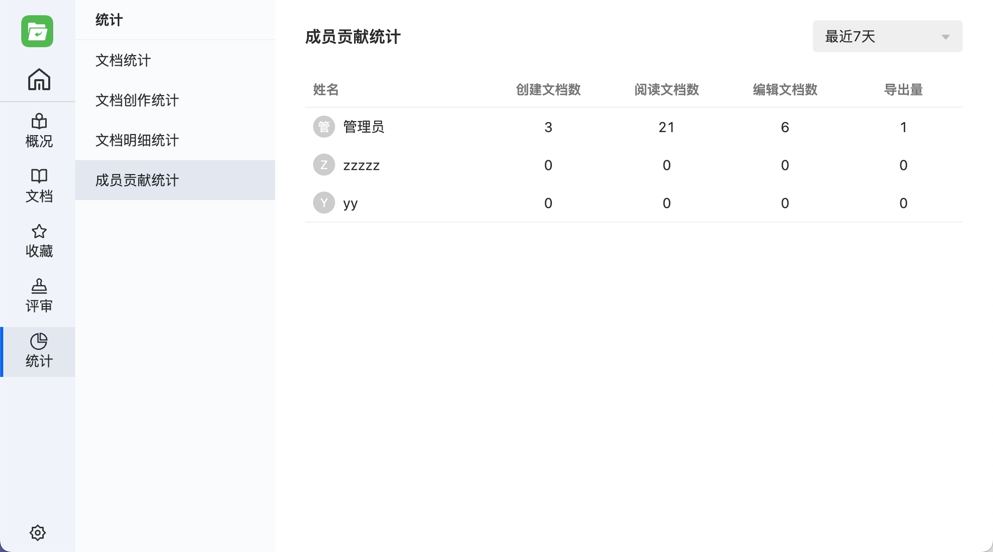 统计
文档统计
文档创作统计
文档明细统计
成员贡献统计
概况
文档
收藏
评审
统计
成员贡献统计
最近7天
姓名 创建文档数 阅读文档数 编辑文档数 导出量
管 管理员 3 21 6 1
Z zzzzz 0 0 0 0
Y yy 0 0 0 0